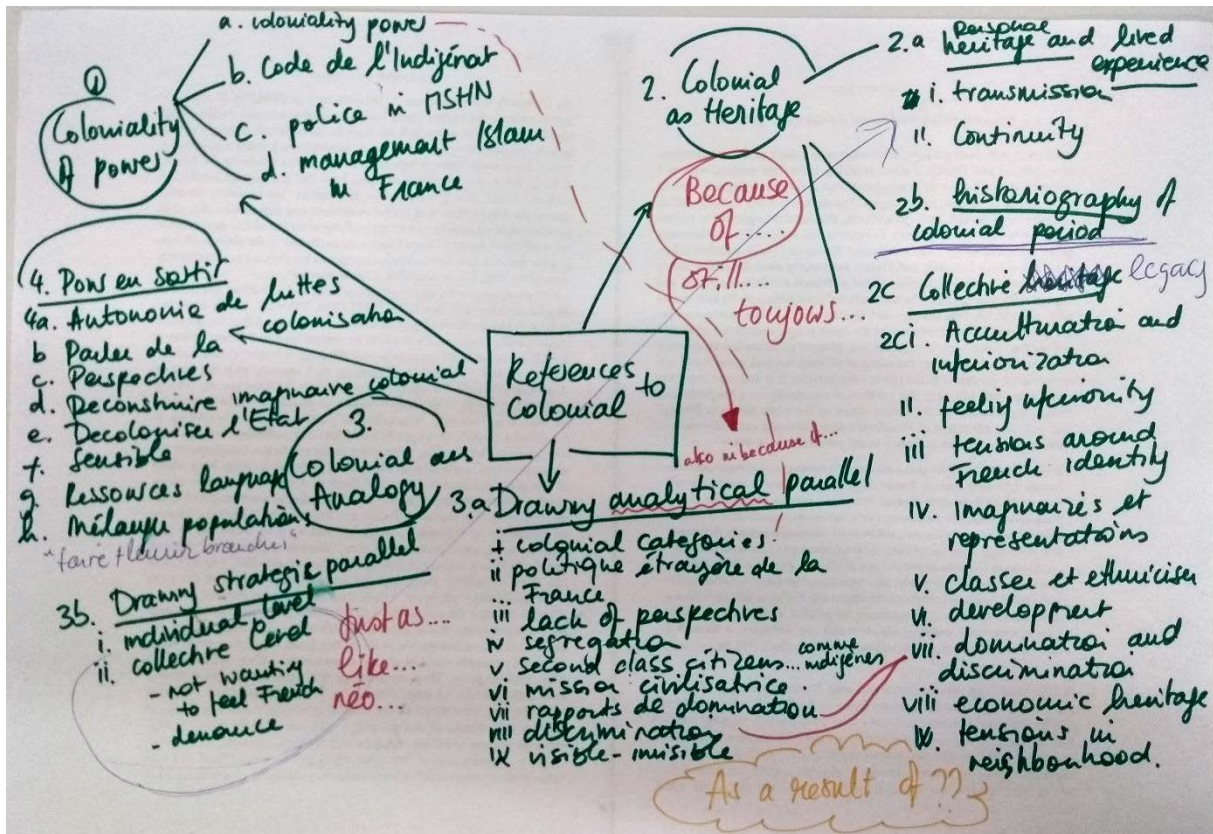 ①
Coloniality
of power
a. coloniality power
b. Code de l'Indigénat
c. police in MSHN
d. management Islam
in France
2. Colonial
as Heritage
Because
of....
still...
toujours...
2.a personal
heritage and lived
experience
i. transmission
ii. Continuity
2b. historiography of
colonial period
2c Collective legacy
2ci. Acculturation and
inferiorization
ii. feeling inferiority
iii tensions around
French identity
iv. Imaginaires et
représentations
v. classer et ethniciser
vi. development
vii. domination and
discrimination
viii economic heritage
ix. tensions in
neighbourhood.
References
to
Colonial
4. Pour en sortir
4a. Autonomie de luttes
b Parler de la colonisation
c. Perspectives
d. Deconstruire imaginaire colonial
e. Decoloniser l'Etat
f. Sensible
g. Ressources language
h. Mélange populations
3.
Colonial as
Analogy
also in because of...
3.a Drawing analytical parallel
i colonial categories
ii politique étrangère de la
France
iii lack of perspectives
iv segregation
v second class citizens... comme
indigènes
vi mission civilisatrice
vii rapports de domination
viii discrimination
ix visible-invisible
3b. Drawing strategic parallel
i. individual level
ii. collective level
- not wanting
to feel French
- denounce
Just as...
like...
néo...
As a result of ??